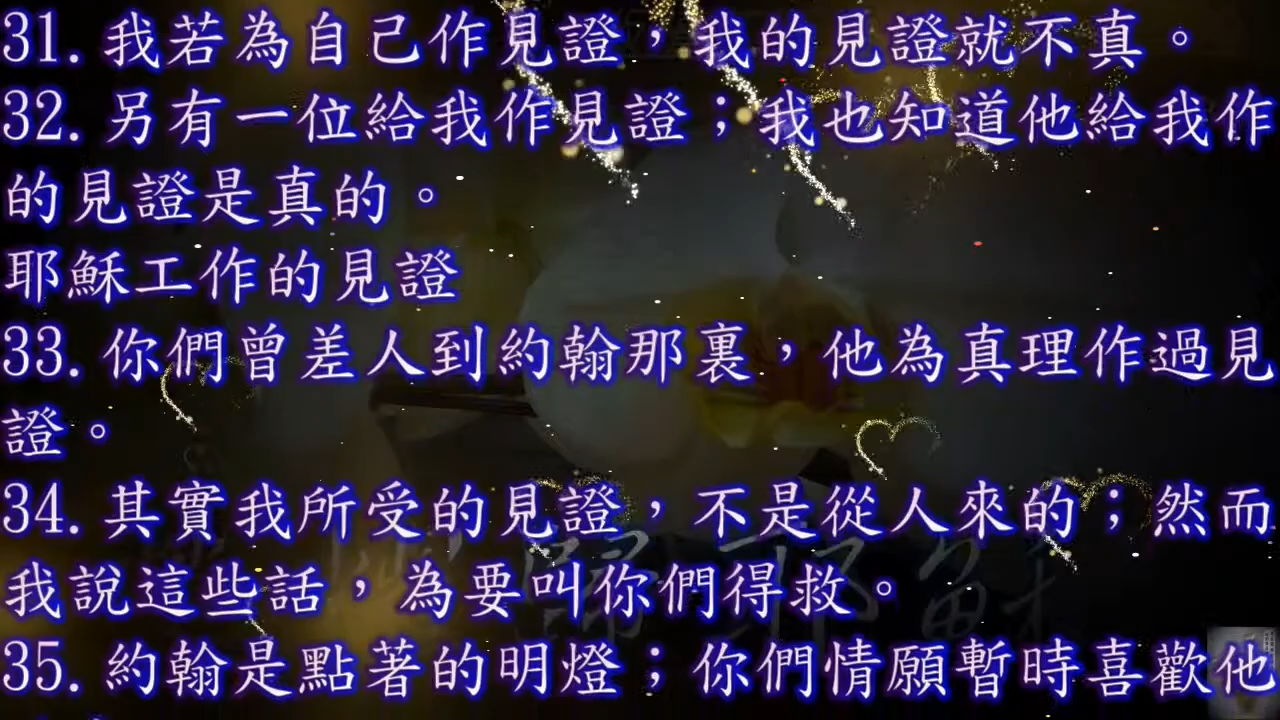 31. 我若為自己作見證，我的見證就不真。
32. 另有一位給我作見證；我也知道他給我作
的見證是真的。
耶穌工作的見證
33. 你們曾差人到約翰那裏，他為真理作過見
證。
34. 其實我所受的見證，不是從人來的；然而
我說這些話，為要叫你們得救。
歸耶穌
35. 約翰是點著的明燈；你們情願暫時喜歡他